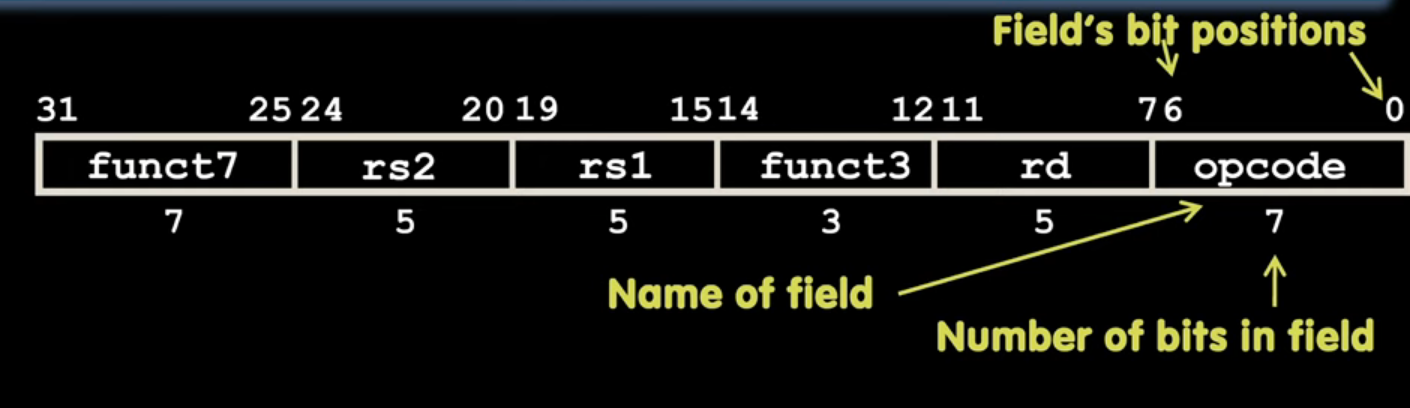 Field's bit positions
31 25 24 20 19 15 14 12 11 7 6 0
funct7 rs2 rs1 funct3 rd opcode
7 5 5 3 5 7
Name of field
Number of bits in field